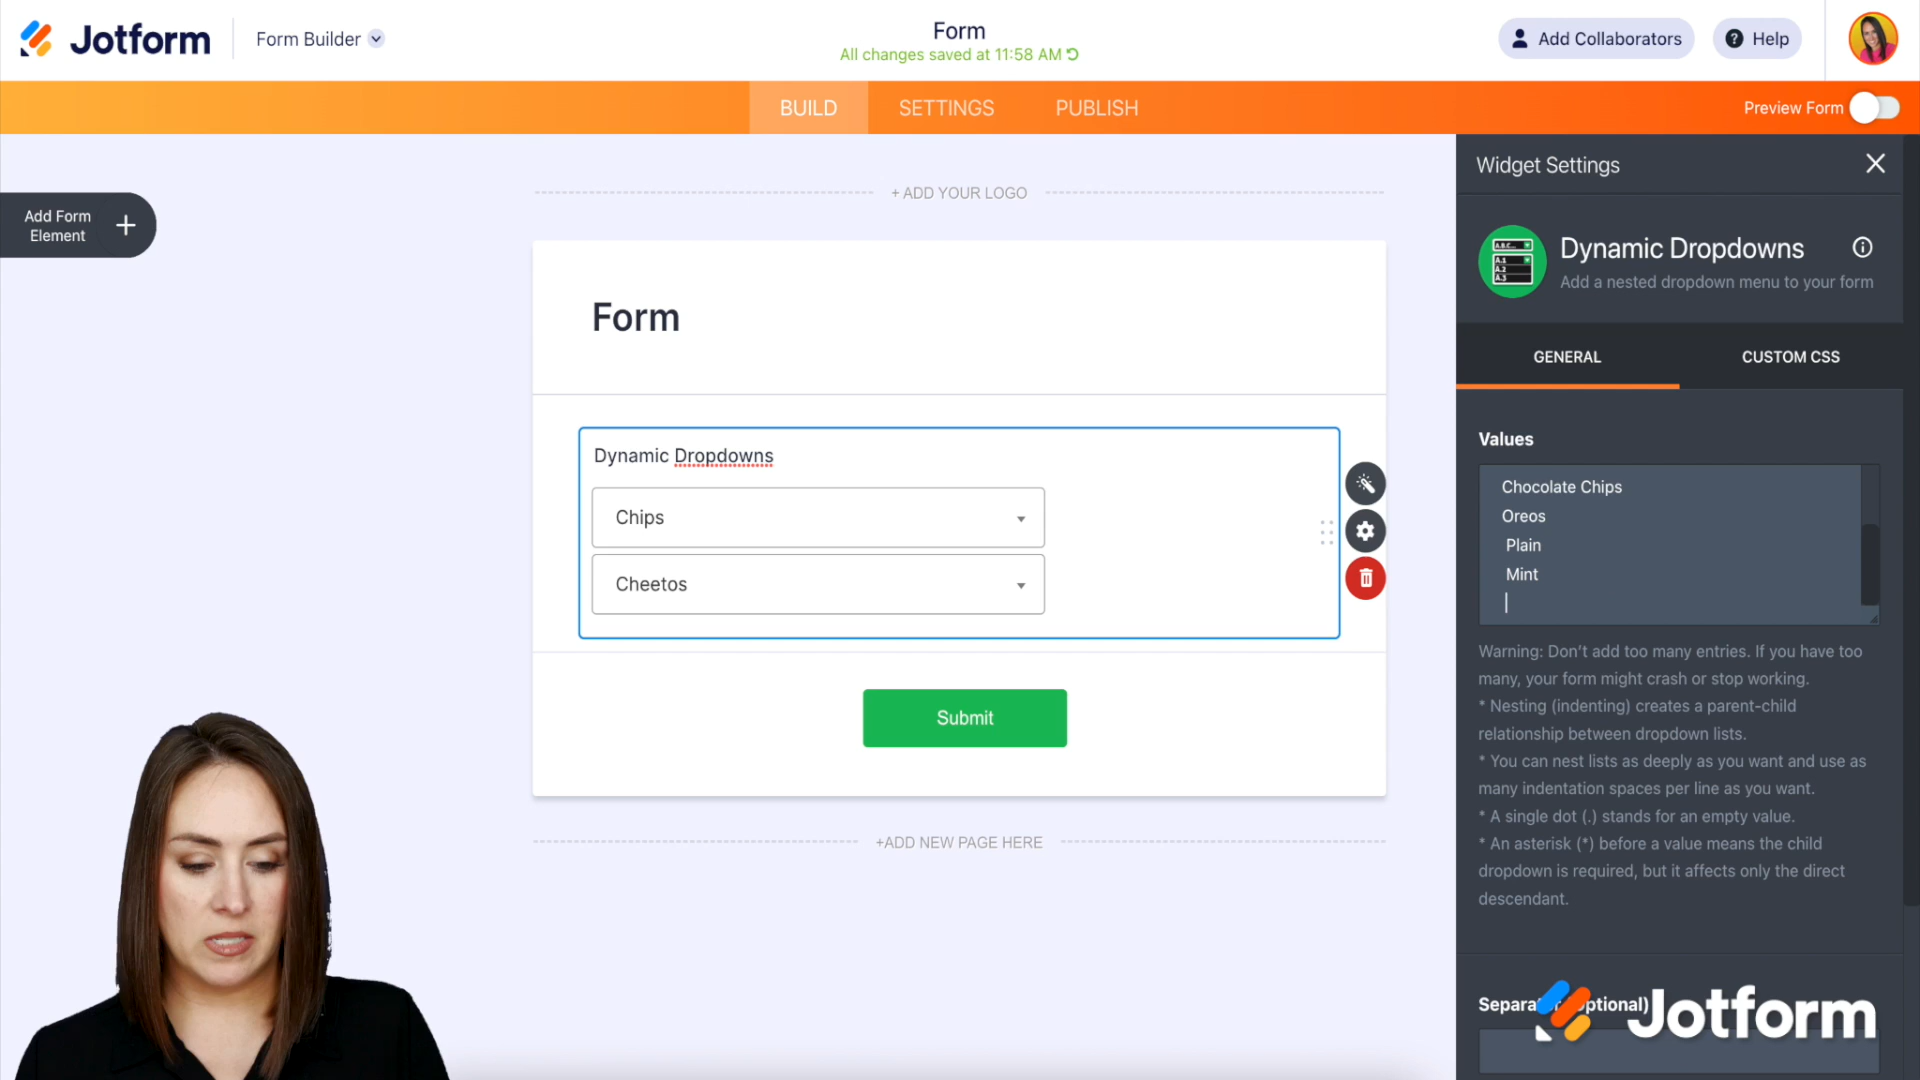 Jotform
Form Builder
Form
All changes saved at 11:58 AM
Add Collaborators
Help
BUILD
SETTINGS
PUBLISH
Preview Form
Add Form
Element
+ ADD YOUR LOGO
Form
Dynamic Dropdowns
Chips
Cheetos
Submit
+ADD NEW PAGE HERE
Widget Settings
A.B.C...
A.1
A.2
A.3
Dynamic Dropdowns
Add a nested dropdown menu to your form
GENERAL
CUSTOM CSS
Values
Chocolate Chips
Oreos
Plain
Mint
Warning: Don't add too many entries. If you have too
many, your form might crash or stop working.
* Nesting (indenting) creates a parent-child
relationship between dropdown lists.
* You can nest lists as deeply as you want and use as
many indentation spaces per line as you want.
* A single dot (.) stands for an empty value.
* An asterisk (*) before a value means the child
dropdown is required, but it affects only the direct
descendant.
Jotform